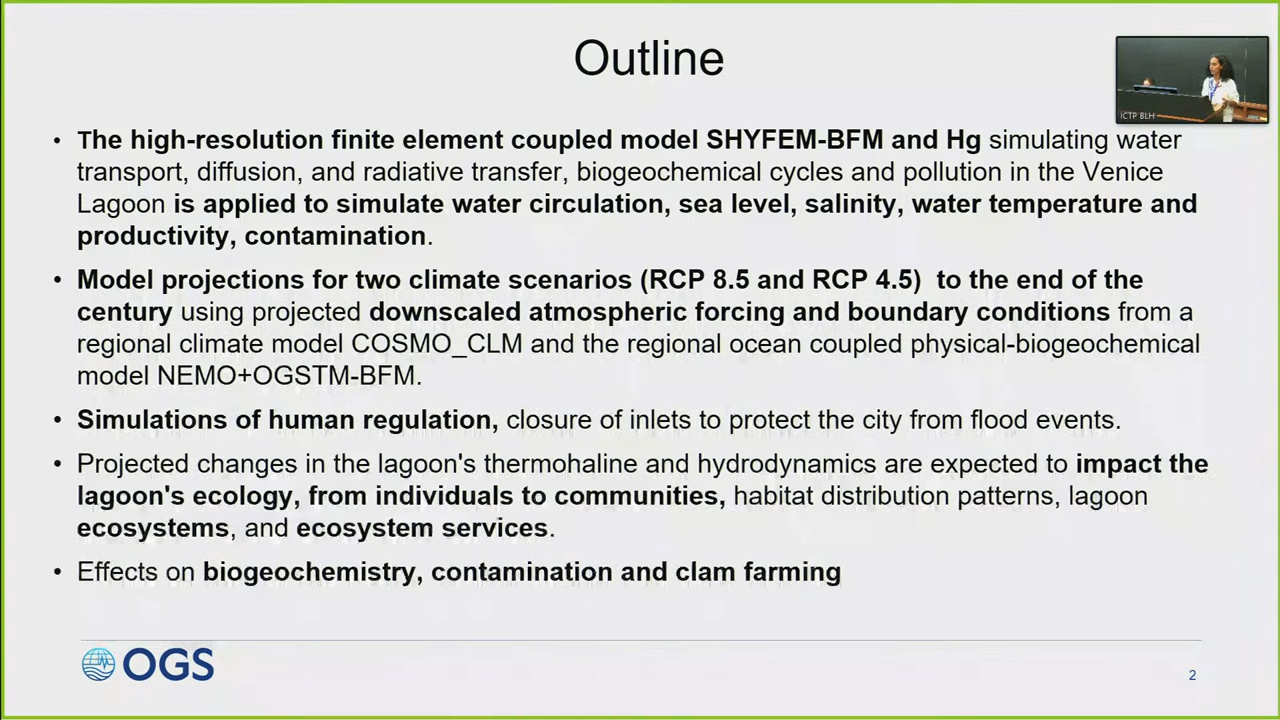 Outline
ICTP BLH
• The high-resolution finite element coupled model SHYFEM-BFM and Hg simulating water
transport, diffusion, and radiative transfer, biogeochemical cycles and pollution in the Venice
Lagoon is applied to simulate water circulation, sea level, salinity, water temperature and
productivity, contamination.
• Model projections for two climate scenarios (RCP 8.5 and RCP 4.5) to the end of the
century using projected downscaled atmospheric forcing and boundary conditions from a
regional climate model COSMO_CLM and the regional ocean coupled physical-biogeochemical
model NEMO+OGSTM-BFM.
• Simulations of human regulation, closure of inlets to protect the city from flood events.
• Projected changes in the lagoon's thermohaline and hydrodynamics are expected to impact the
lagoon's ecology, from individuals to communities, habitat distribution patterns, lagoon
ecosystems, and ecosystem services.
• Effects on biogeochemistry, contamination and clam farming
OGS
2